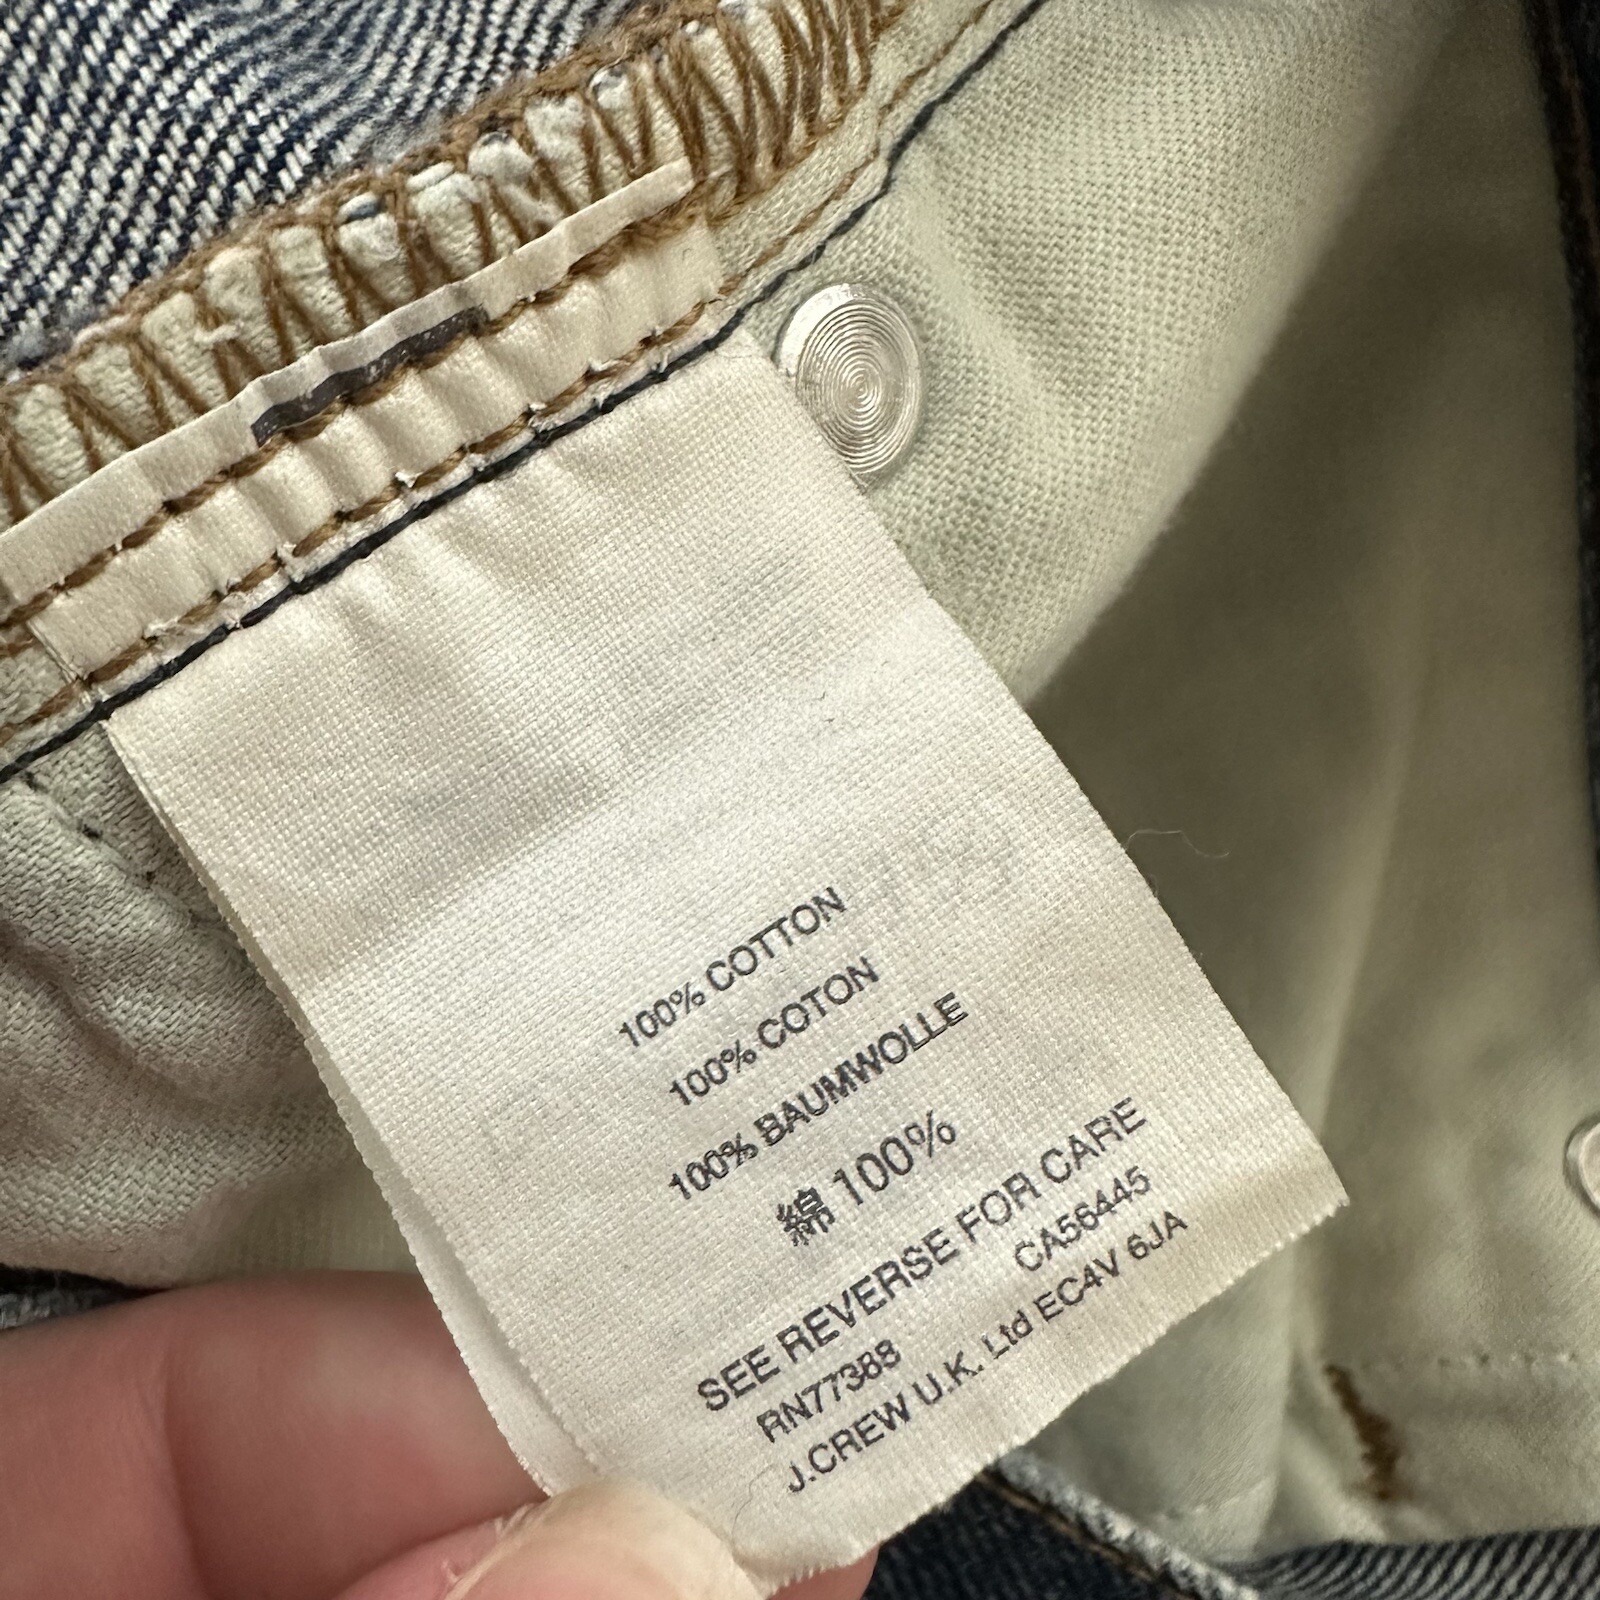 100% COTTON
100% COTON
100% BAUMWOLLE
綿 100%
SEE REVERSE FOR CARE
RN77388 CA56445
J.CREW U.K. Ltd EC4V 6JA